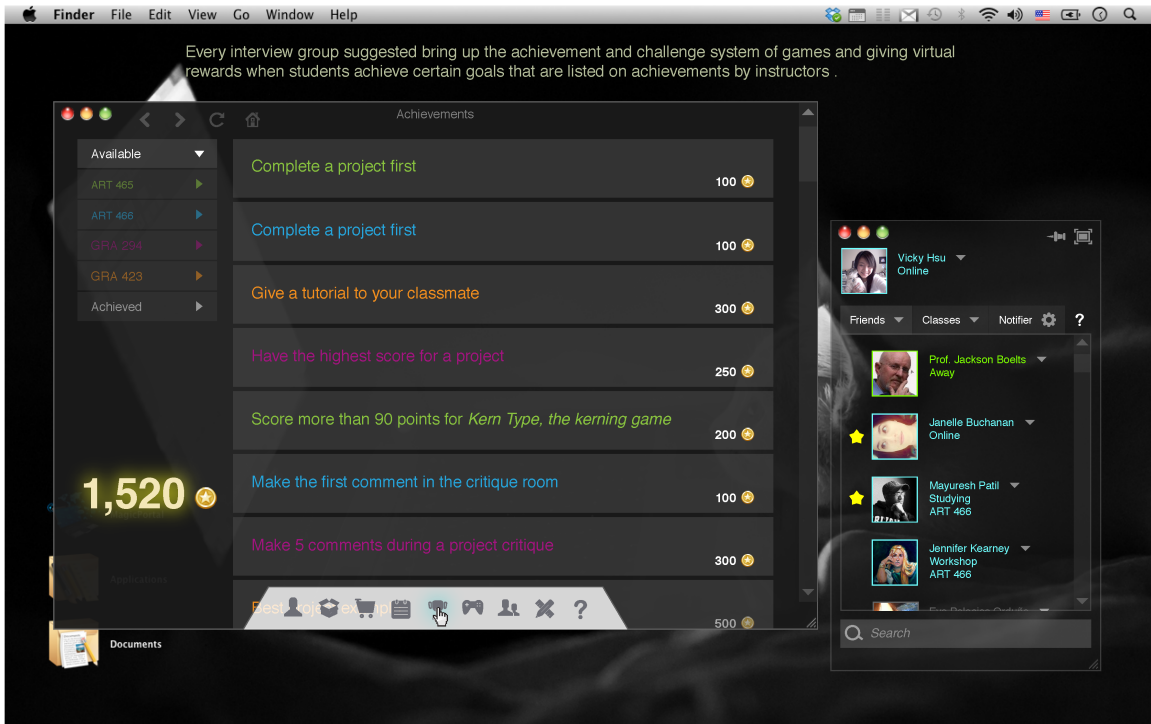 Finder File Edit View Go Window Help
Every interview group suggested bring up the achievement and challenge system of games and giving virtual
rewards when students achieve certain goals that are listed on achievements by instructors .
Achievements
Available
ART 465
ART 466
GRA 294
GRA 423
Achieved
Complete a project first
100
Complete a project first
100
Give a tutorial to your classmate
300
Have the highest score for a project
250
Score more than 90 points for Kern Type, the kerning game
200
Make the first comment in the critique room
100
Make 5 comments during a project critique
300
500
1,520
Applications
Documents
?
Vicky Hsu
Online
Friends Classes Notifier ?
Prof. Jackson Boelts
Away
Janelle Buchanan
Online
Mayuresh Patil
Studying
ART 466
Jennifer Kearney
Workshop
ART 466
Search